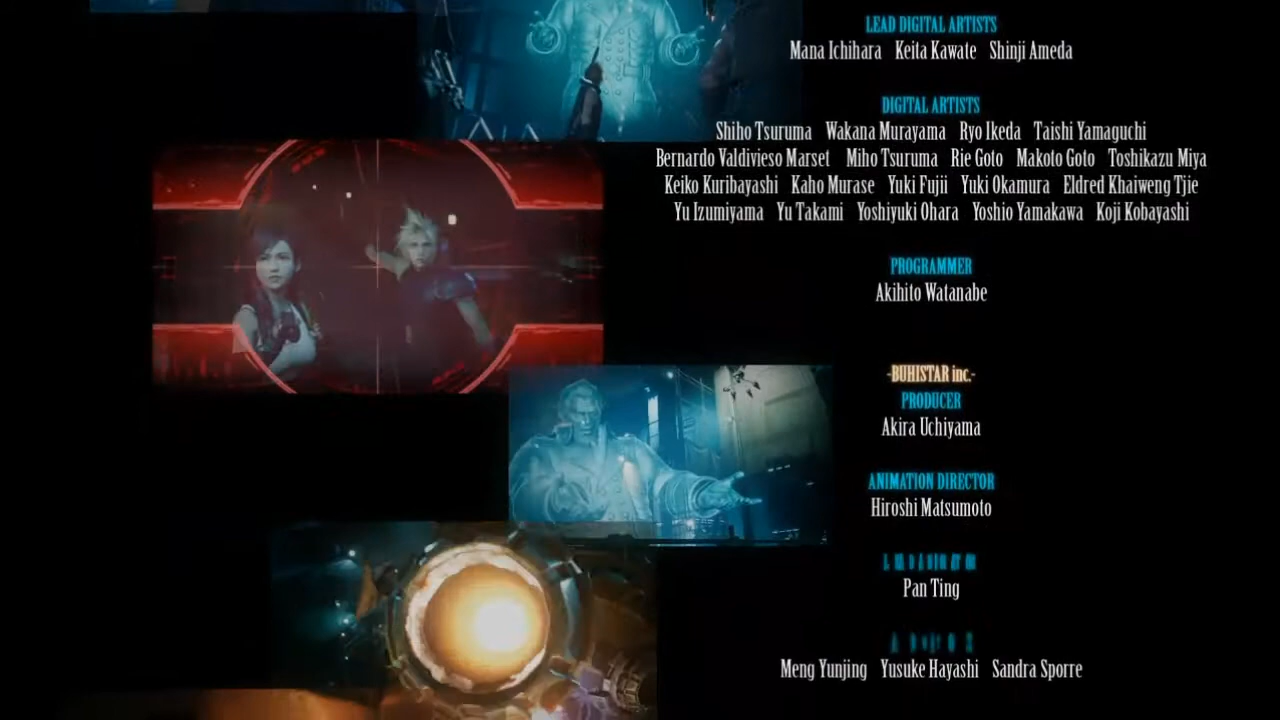 LEAD DIGITAL ARTISTS
Mana Ichihara Keita Kawate Shinji Ameda
DIGITAL ARTISTS
Shiho Tsuruma Wakana Murayama Ryo Ikeda Taishi Yamaguchi
Bernardo Valdivieso Marset Miho Tsuruma Rie Goto Makoto Goto Toshikazu Miya
Keiko Kuribayashi Kaho Murase Yuki Fujii Yuki Okamura Eldred Khaiweng Tjie
Yu Izumiyama Yu Takami Yoshiyuki Ohara Yoshio Yamakawa Koji Kobayashi
PROGRAMMER
Akihito Watanabe
-BUHISTAR inc.-
PRODUCER
Akira Uchiyama
ANIMATION DIRECTOR
Hiroshi Matsumoto
Pan Ting
Meng Yunjing Yusuke Hayashi Sandra Sporre